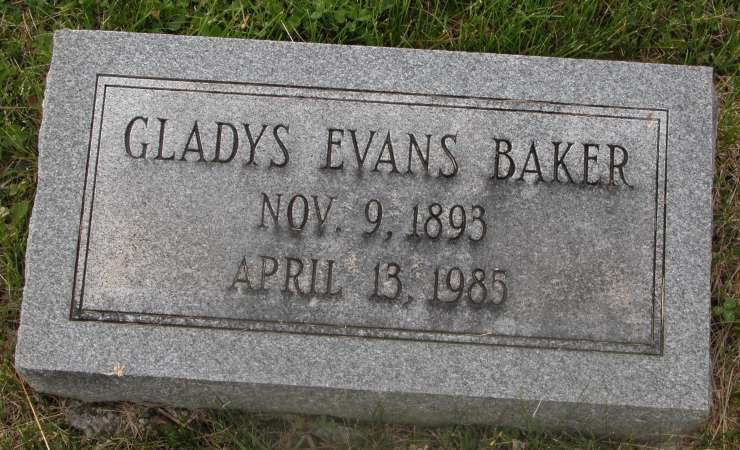 GLADYS EVANS BAKER
NOV. 9, 1893
APRIL 13, 1985